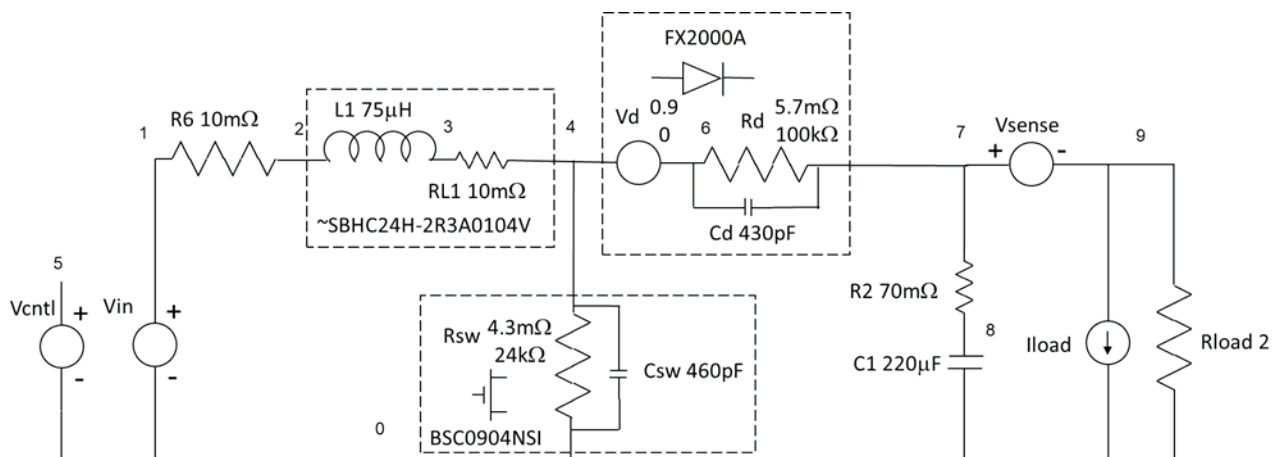 FX2000A
L1 75μH
0.9
5.7mΩ
1
R6 10mΩ
2
3
4
Vd
0
6
Rd
100kΩ
7
Vsense
9
+
-
RL1 10mΩ
~SBHC24H-2R3A0104V
Cd 430pF
5
Vcntl
+
-
Vin
+
-
Rsw
4.3mΩ
24kΩ
Csw 460pF
R2 70mΩ
8
C1 220μF
Iload
Rload 2
0
BSC0904NSI